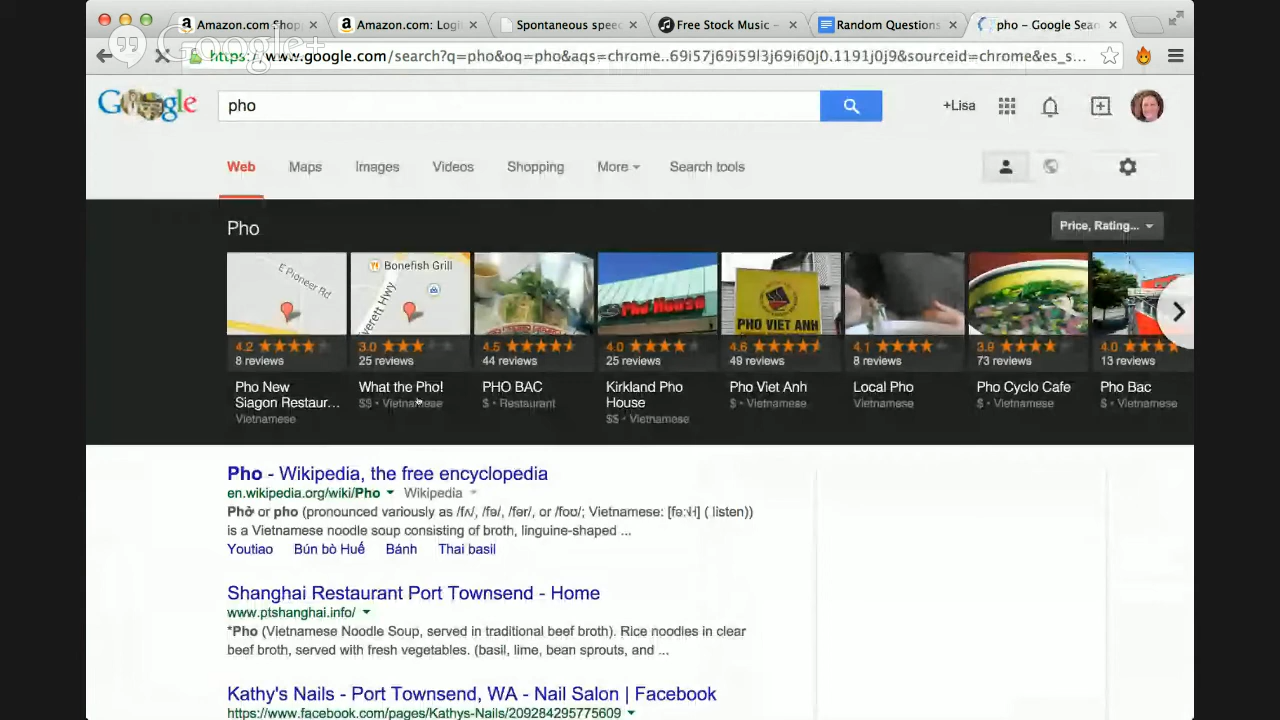 Amazon.com Shop
Amazon.com: Logi
Spontaneous speec
Free Stock Music –
Random Questions
pho – Google Sea
Google+
https://www.google.com/search?q=pho&oq=pho&aqs=chrome..69i57j69i59l3j69i60j0.1191j0j9&sourceid=chrome&es_s...
Google
pho
+Lisa
Web Maps Images Videos Shopping More Search tools
Pho
Price, Rating...
E Pioneer Rd
Bonefish Grill
verett Hwy
Pho House
PHO VIET ANH
4.2 3.0 4.5 4.0 4.6 4.1 3.9 4.0
8 reviews 25 reviews 44 reviews 25 reviews 49 reviews 8 reviews 73 reviews 13 reviews
Pho New What the Pho! PHO BAC Kirkland Pho Pho Viet Anh Local Pho Pho Cyclo Cafe Pho Bac
Siagon Restaur... $$ • Vietnamese $ • Restaurant House $ • Vietnamese Vietnamese $ • Vietnamese $ • Vietnamese
Vietnamese $$ • Vietnamese
Pho - Wikipedia, the free encyclopedia
en.wikipedia.org/wiki/Pho Wikipedia
Phở or pho (pronounced variously as /fʌ/, /fə/, /fər/, or /foʊ/; Vietnamese: ( listen))
is a Vietnamese noodle soup consisting of broth, linguine-shaped ...
Youtiao Bún bò Huế Bánh Thai basil
Shanghai Restaurant Port Townsend - Home
www.ptshanghai.info/
*Pho (Vietnamese Noodle Soup, served in traditional beef broth). Rice noodles in clear
beef broth, served with fresh vegetables. (basil, lime, bean sprouts, and ...
Kathy's Nails - Port Townsend, WA - Nail Salon | Facebook
https://www.facebook.com/pages/Kathys-Nails/209284295775609